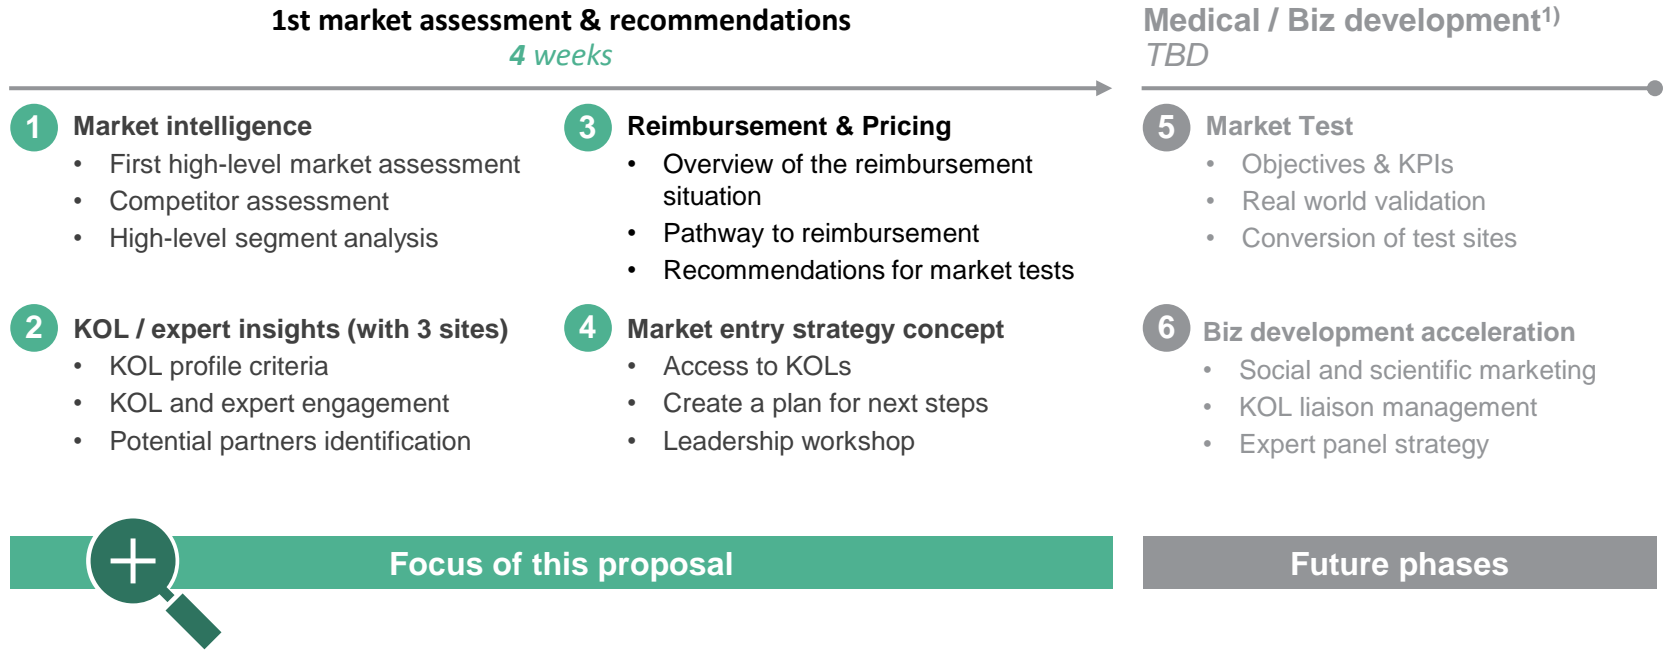 1st market assessment & recommendations
4 weeks
1 Market intelligence
• First high-level market assessment
• Competitor assessment
• High-level segment analysis
2 KOL / expert insights (with 3 sites)
• KOL profile criteria
• KOL and expert engagement
• Potential partners identification
3 Reimbursement & Pricing
• Overview of the reimbursement
situation
• Pathway to reimbursement
• Recommendations for market tests
4 Market entry strategy concept
• Access to KOLs
• Create a plan for next steps
• Leadership workshop
Focus of this proposal
Medical / Biz development¹⁾
TBD
5 Market Test
• Objectives & KPIs
• Real world validation
• Conversion of test sites
6 Biz development acceleration
• Social and scientific marketing
• KOL liaison management
• Expert panel strategy
Future phases